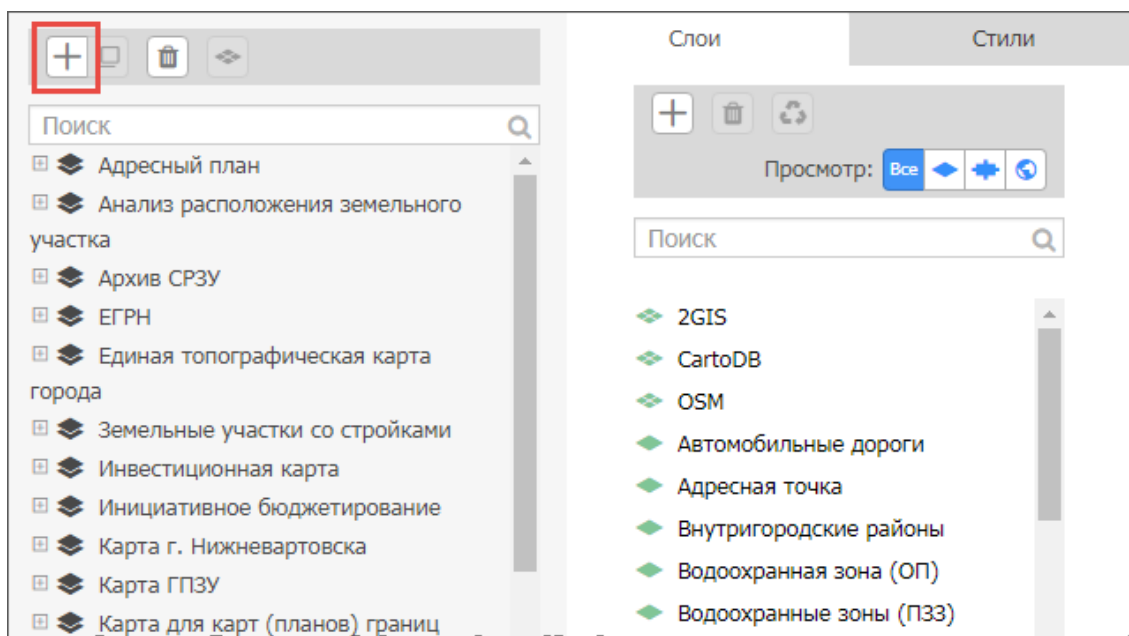 Поиск
Адресный план
Анализ расположения земельного
участка
Архив СРЗУ
ЕГРН
Единая топографическая карта
города
Земельные участки со стройками
Инвестиционная карта
Инициативное бюджетирование
Карта г. Нижневартовска
Карта ГПЗУ
Карта для карт (планов) границ
Слои
Стили
Просмотр: Все
Поиск
2GIS
CartoDB
OSM
Автомобильные дороги
Адресная точка
Внутригородские районы
Водоохранная зона (ОП)
Водоохранные зоны (ПЗЗ)